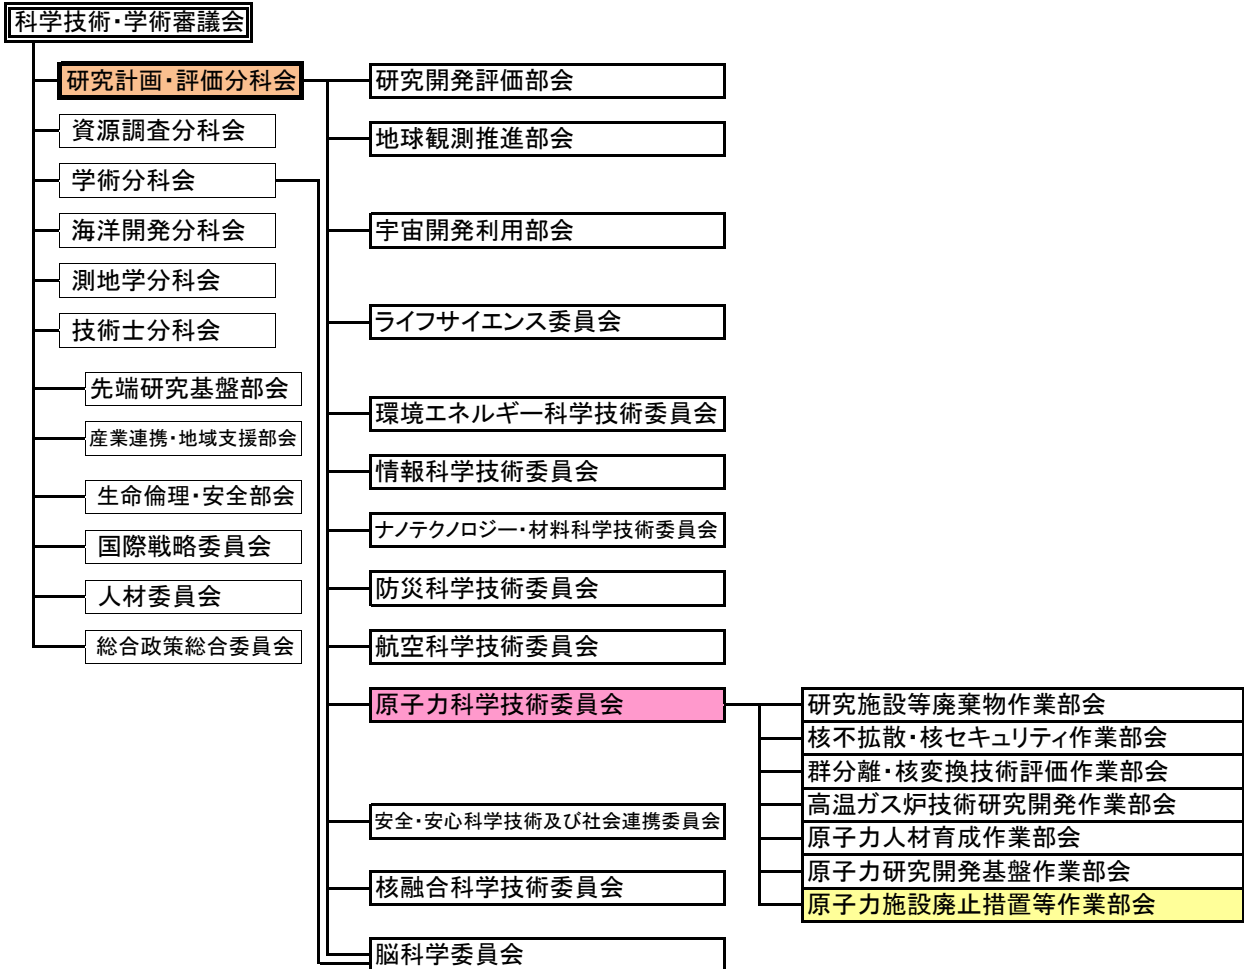 科学技術・学術審議会
研究計画・評価分科会
資源調査分科会
学術分科会
海洋開発分科会
測地学分科会
技術士分科会
先端研究基盤部会
産業連携・地域支援部会
生命倫理・安全部会
国際戦略委員会
人材委員会
総合政策総合委員会
研究開発評価部会
地球観測推進部会
宇宙開発利用部会
ライフサイエンス委員会
環境エネルギー科学技術委員会
情報科学技術委員会
ナノテクノロジー・材料科学技術委員会
防災科学技術委員会
航空科学技術委員会
原子力科学技術委員会
安全・安心科学技術及び社会連携委員会
核融合科学技術委員会
脳科学委員会
研究施設等廃棄物作業部会
核不拡散・核セキュリティ作業部会
群分離・核変換技術評価作業部会
高温ガス炉技術研究開発作業部会
原子力人材育成作業部会
原子力研究開発基盤作業部会
原子力施設廃止措置等作業部会